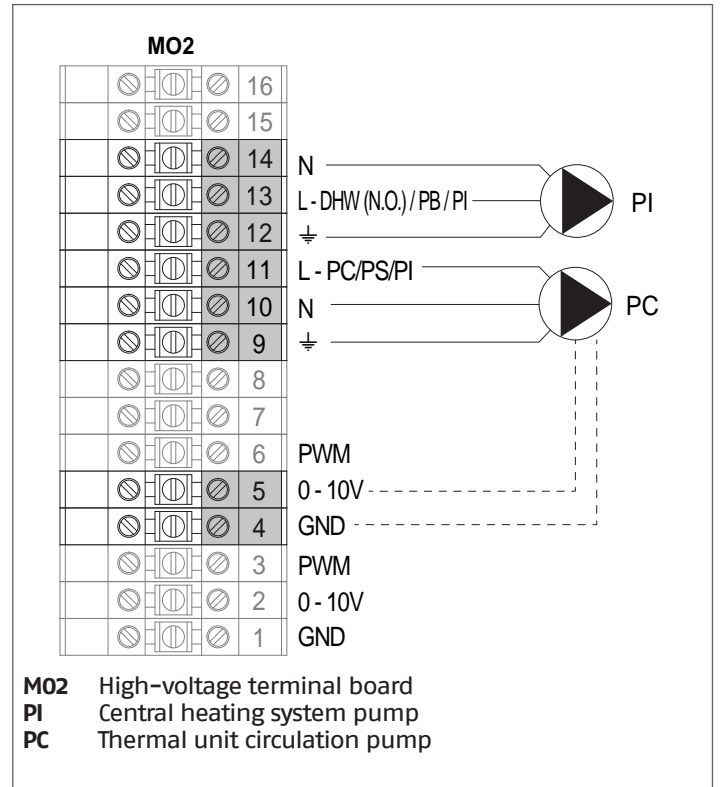 MO2
16
15
14 N
13 L - DHW (N.O.) / PB / PI PI
12 ⏚
11 L - PC/PS/PI
10 N PC
9 ⏚
8
7
6 PWM
5 0 - 10V
4 GND
3 PWM
2 0 - 10V
1 GND
M02 High-voltage terminal board
PI Central heating system pump
PC Thermal unit circulation pump